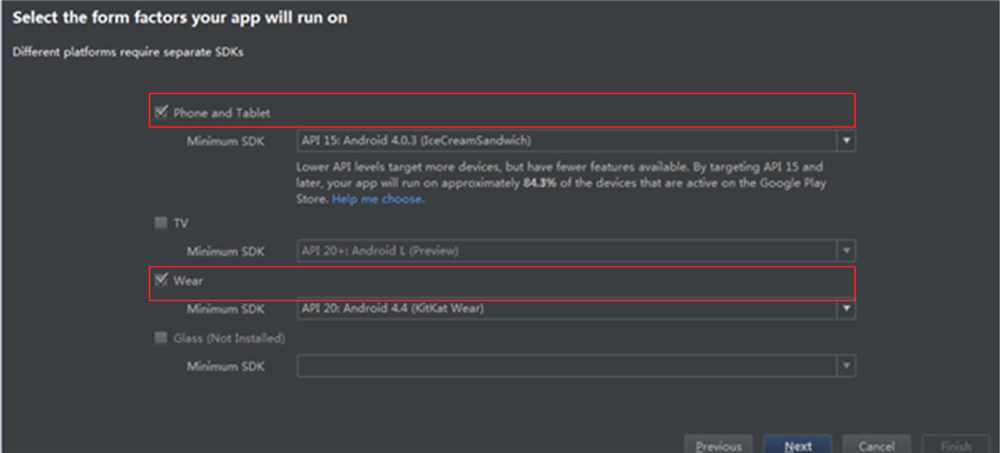 Select the form factors your app will run on
Different platforms require separate SDKs
Phone and Tablet
Minimum SDK API 15: Android 4.0.3 (IceCreamSandwich)
Lower API levels target more devices, but have fewer features available. By targeting API 15 and
later, your app will run on approximately 84.3% of the devices that are active on the Google Play
Store. Help me choose.
TV
Minimum SDK API 20+: Android L (Preview)
Wear
Minimum SDK API 20: Android 4.4 (KitKat Wear)
Glass (Not Installed)
Minimum SDK
Previous Next Cancel Finish